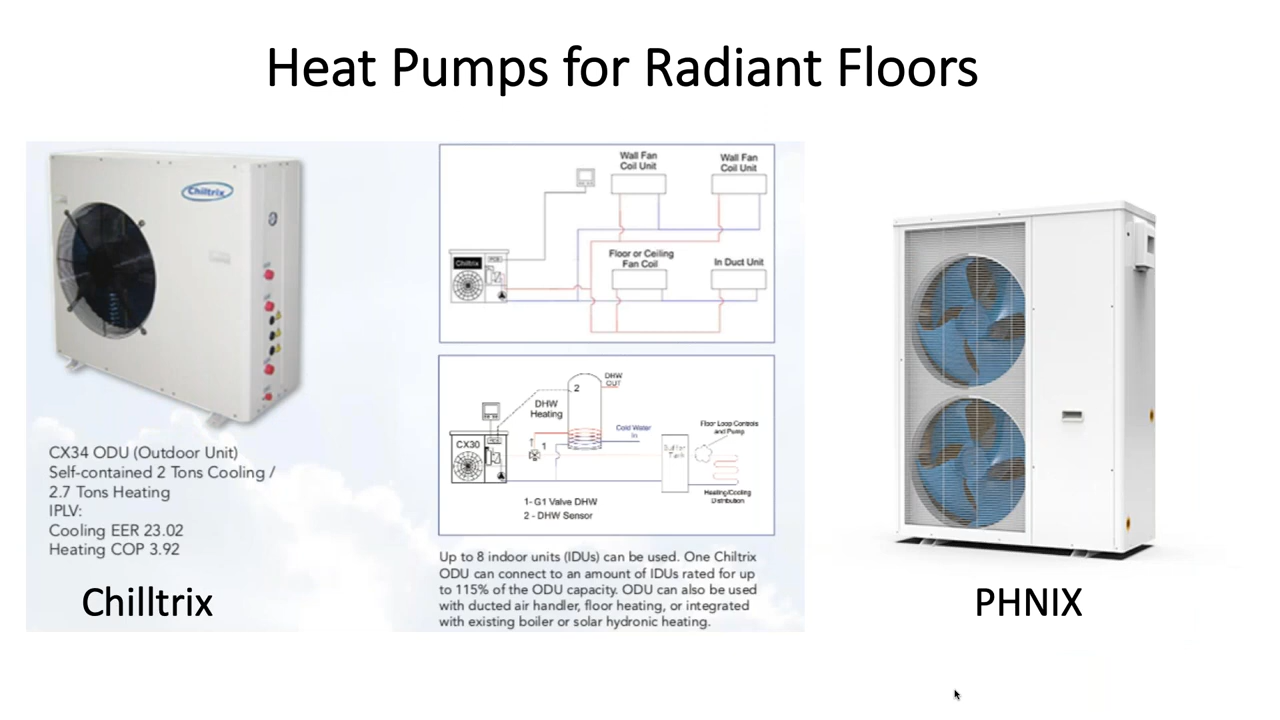 Heat Pumps for Radiant Floors
Chiltrix
CX34 ODU (Outdoor Unit)
Self-contained 2 Tons Cooling /
2.7 Tons Heating
IPLV:
Cooling EER 23.02
Heating COP 3.92
Chilltrix
Wall Fan
Coil Unit
Wall Fan
Coil Unit
Chiltrix
Floor or Ceiling
Fan Coil
In Duct Unit
DHW
OUT
2
DHW
Heating
Cold Water
In
CX30
1
Buffer
Tank
Floor Loop Controls
and Pump
Heating/Cooling
Distribution
1- G1 Valve DHW
2 - DHW Sensor
Up to 8 indoor units (IDUs) can be used. One Chiltrix
ODU can connect to an amount of IDUs rated for up
to 115% of the ODU capacity. ODU can also be used
with ducted air handler, floor heating, or integrated
with existing boiler or solar hydronic heating.
PHNIX